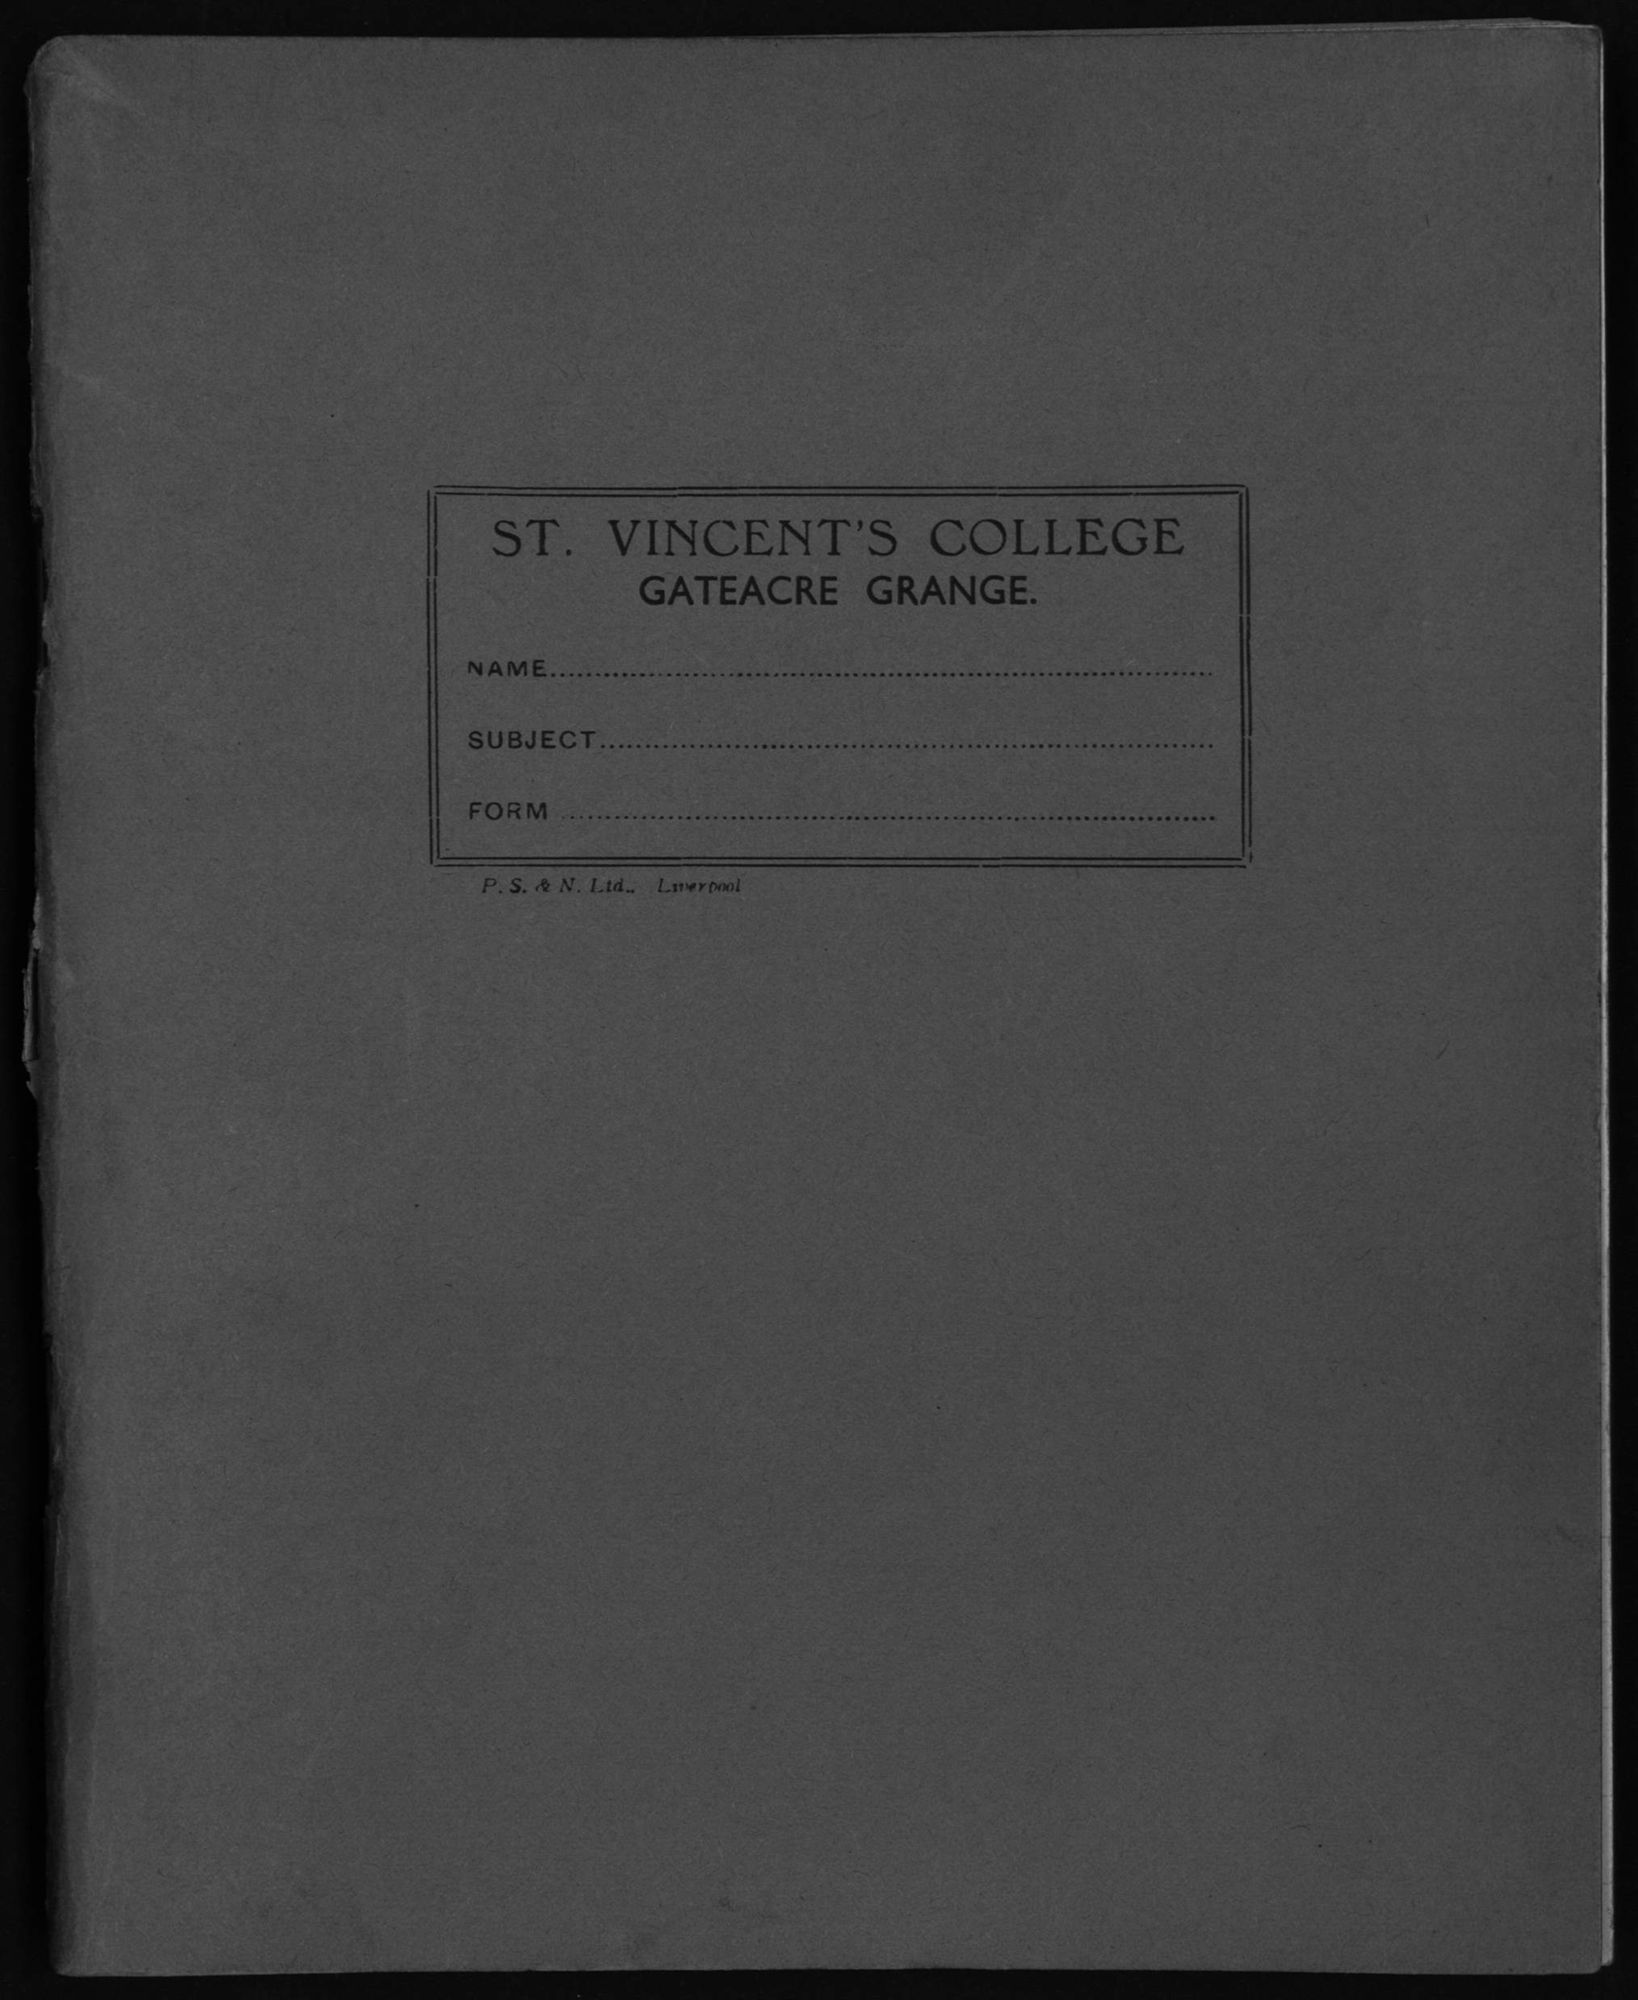 ST. VINCENT'S COLLEGE
GATEACRE GRANGE.
NAME
SUBJECT
FORM
P. S. & N. Ltd., Liverpool